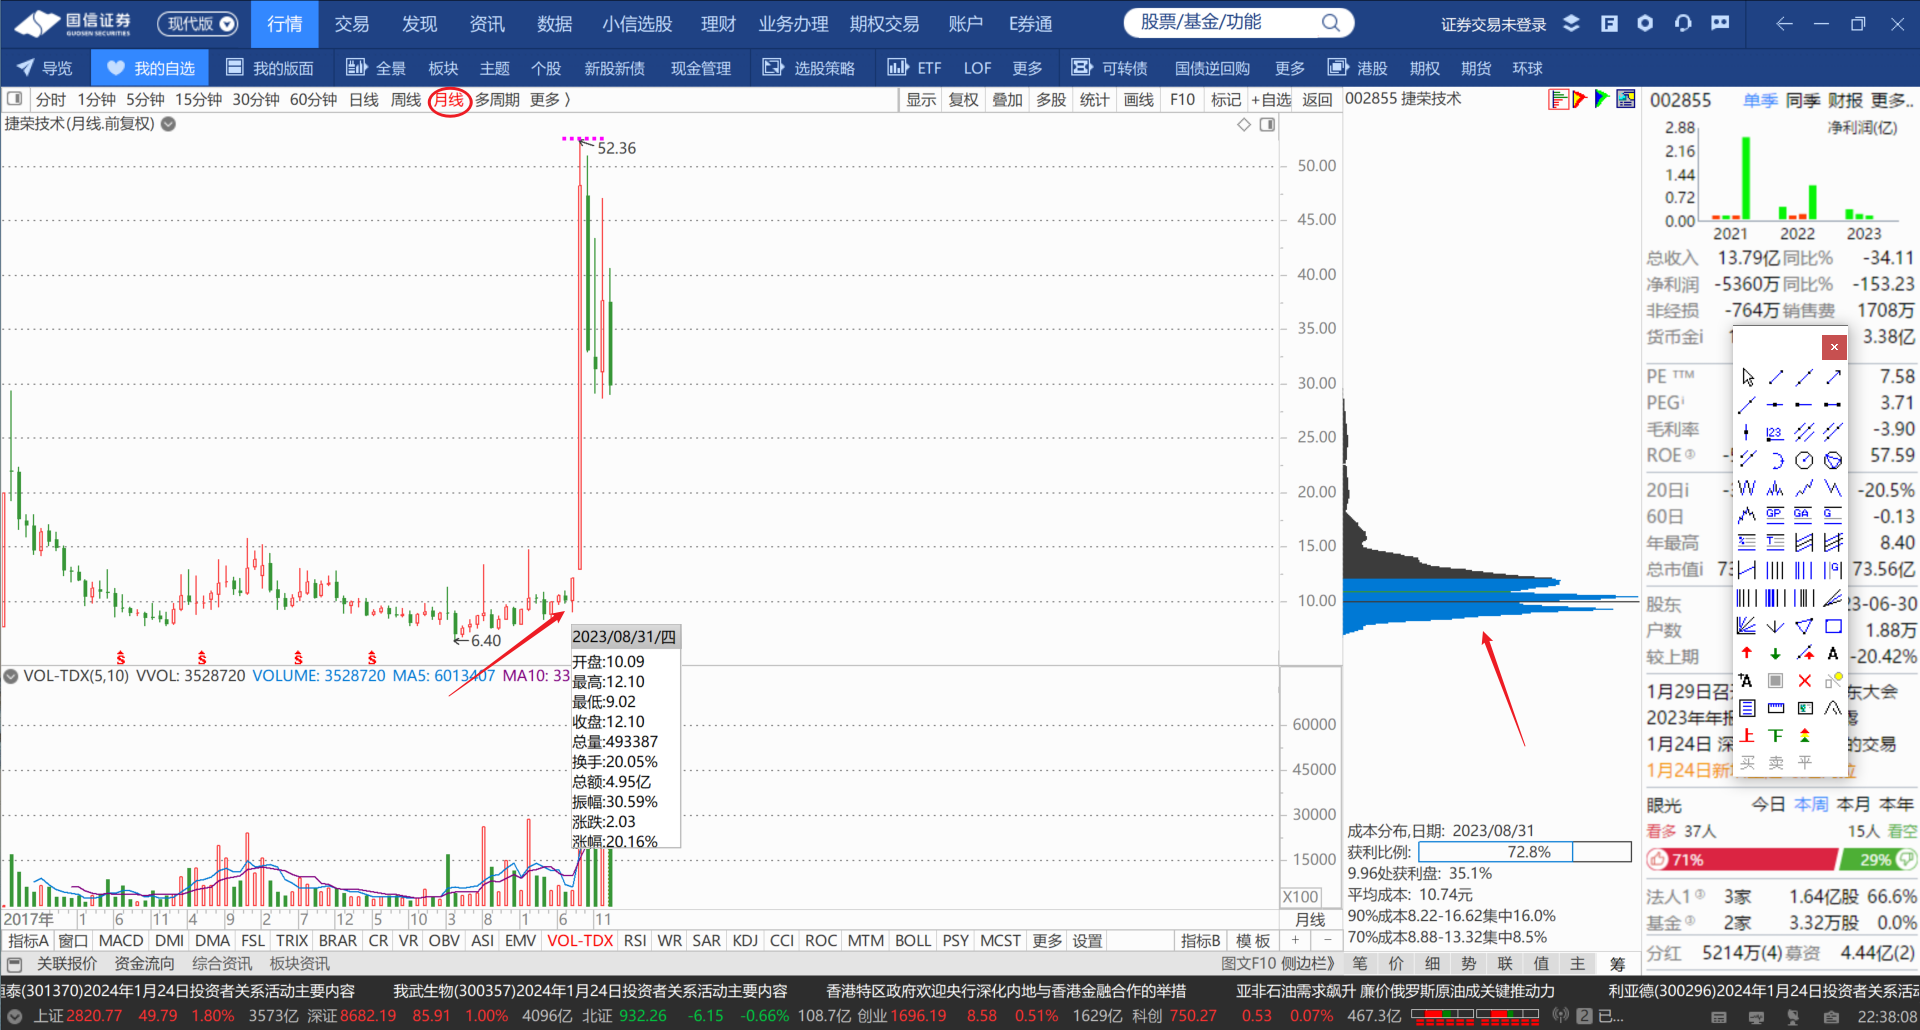 国信证券 GUOSEN SECURITIES 现代版 行情 交易 发现 资讯 数据 小信选股 理财 业务办理 期权交易 账户 E券通 股票/基金/功能 证券交易未登录
导览 我的自选 我的版面 全景 板块 主题 个股 新股新债 现金管理 选股策略 ETF LOF 更多 可转债 国债逆回购 更多 港股 期权 期货 环球
分时 1分钟 5分钟 15分钟 30分钟 60分钟 日线 周线 月线 多周期 更多 〉 显示 复权 叠加 多股 统计 画线 F10 标记 +自选 返回
捷荣技术(月线.前复权)
52.36
50.00
45.00
40.00
35.00
30.00
25.00
20.00
15.00
10.00
6.40
2023/08/31/四
开盘:10.09
最高:12.10
最低:9.02
收盘:12.10
总量:493387
换手:20.05%
总额:4.95亿
振幅:30.59%
涨跌:2.03
涨幅:20.16%
VOL-TDX(5,10) VVOL: 3528720 VOLUME: 3528720 MA5: 6013407 MA10: 33
60000
45000
30000
15000
X100
2017年 1 6 11 4 9 2 7 12 5 10 3 8 1 6 11 月线
指标A 窗口 MACD DMI DMA FSL TRIX BRAR CR VR OBV ASI EMV VOL-TDX RSI WR SAR KDJ CCI ROC MTM BOLL PSY MCST 更多 设置 指标B 模板 + -
关联报价 资金流向 综合资讯 板块资讯 图文F10 侧边栏》 笔 价 细 势 联 值 主 筹
002855 捷荣技术
成本分布,日期: 2023/08/31
获利比例: 72.8%
9.96处获利盘: 35.1%
平均成本: 10.74元
90%成本8.22-16.62集中16.0%
70%成本8.88-13.32集中8.5%
002855 单季 同季 财报 更多..
净利润(亿)
2.88
2.16
1.44
0.72
0.00
2021 2022 2023
总收入 13.79亿 同比% -34.11
净利润 -5360万 同比% -153.23
非经损 -764万 销售费 1708万
货币金i 3.38亿
PE TTM 7.58
PEG i 3.71
毛利率 -3.90
ROE 57.59
20日i -20.5%
60日 -0.13
年最高 8.40
总市值i 73.56亿
股东 3-06-30
户数 1.88万
较上期 -20.42%
1月29日召 东大会
2023年年报 露
1月24日 深 的交易
1月24日新
123
GP GA G
T
G
A
A
上 下
买 卖 平
眼光 今日 本周 本月 本年
看多 37人 15人 看空
71% 29%
法人1 3家 1.64亿股 66.6%
基金 2家 3.32万股 0.0%
分红 5214万(4) 募资 4.44亿(2)
恒泰(301370)2024年1月24日投资者关系活动主要内容 我武生物(300357)2024年1月24日投资者关系活动主要内容 香港特区政府欢迎央行深化内地与香港金融合作的举措 亚非石油需求飙升 廉价俄罗斯原油成关键推动力 利亚德(300296)2024年1月24日投资者关系活动
上证 2820.77 49.79 1.80% 3573亿 深证 8682.19 85.91 1.00% 4096亿 北证 932.26 -6.15 -0.66% 108.7亿 创业 1696.19 8.58 0.51% 1629亿 科创 750.27 0.53 0.07% 467.3亿 2 已... 22:38:08